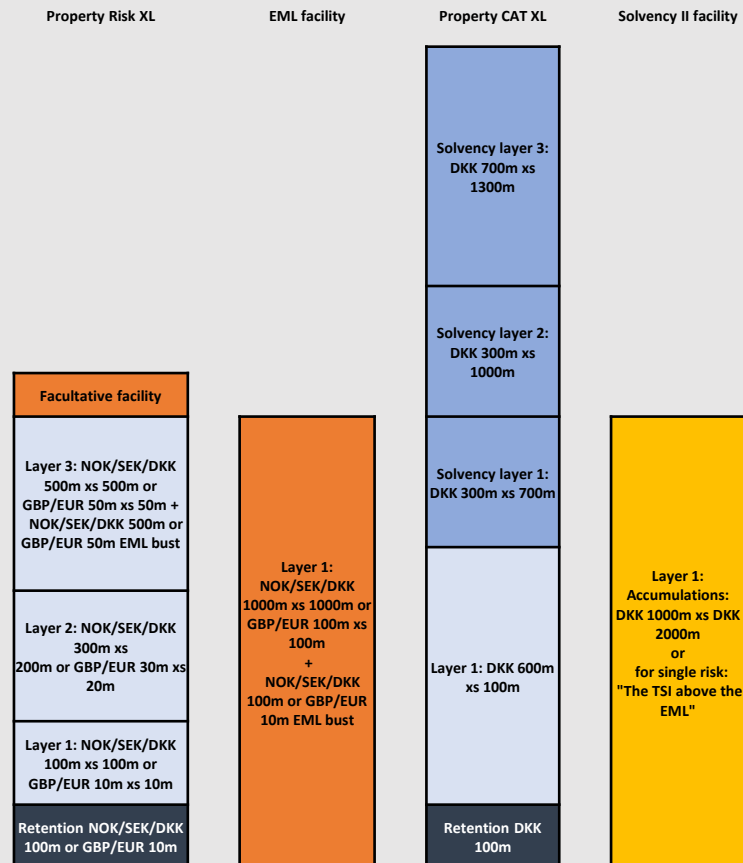 Property Risk XL
EML facility
Property CAT XL
Solvency II facility
Facultative facility
Layer 3: NOK/SEK/DKK
500m xs 500m or
GBP/EUR 50m xs 50m +
NOK/SEK/DKK 500m or
GBP/EUR 50m EML bust
Layer 2: NOK/SEK/DKK
300m xs
200m or GBP/EUR 30m xs
20m
Layer 1: NOK/SEK/DKK
100m xs 100m or
GBP/EUR 10m xs 10m
Retention NOK/SEK/DKK
100m or GBP/EUR 10m
Layer 1:
NOK/SEK/DKK
1000m xs 1000m or
GBP/EUR 100m xs
100m
+
NOK/SEK/DKK
100m or GBP/EUR
10m EML bust
Solvency layer 3:
DKK 700m xs
1300m
Solvency layer 2:
DKK 300m xs
1000m
Solvency layer 1:
DKK 300m xs 700m
Layer 1: DKK 600m
xs 100m
Retention DKK
100m
Layer 1:
Accumulations:
DKK 1000m xs DKK
2000m
or
for single risk:
"The TSI above the
EML"